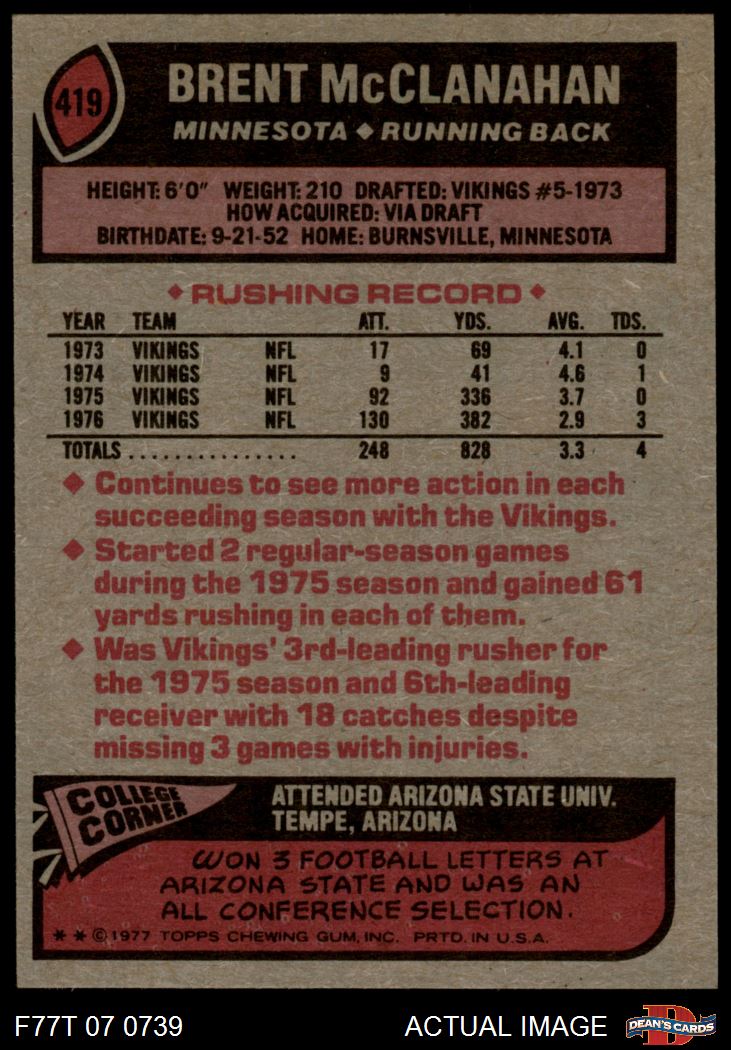 419
BRENT McCLANAHAN
MINNESOTA ◆ RUNNING BACK
HEIGHT: 6'0" WEIGHT: 210 DRAFTED: VIKINGS #5-1973
HOW ACQUIRED: VIA DRAFT
BIRTHDATE: 9-21-52 HOME: BURNSVILLE, MINNESOTA
◆ RUSHING RECORD ◆
YEAR TEAM ATT. YDS. AVG. TDS.
1973 VIKINGS NFL 17 69 4.1 0
1974 VIKINGS NFL 9 41 4.6 1
1975 VIKINGS NFL 92 336 3.7 0
1976 VIKINGS NFL 130 382 2.9 3
TOTALS ............... 248 828 3.3 4
◆ Continues to see more action in each
succeeding season with the Vikings.
◆ Started 2 regular-season games
during the 1975 season and gained 61
yards rushing in each of them.
◆ Was Vikings' 3rd-leading rusher for
the 1975 season and 6th-leading
receiver with 18 catches despite
missing 3 games with injuries.
COLLEGE
CORNER
ATTENDED ARIZONA STATE UNIV.
TEMPE, ARIZONA
WON 3 FOOTBALL LETTERS AT
ARIZONA STATE AND WAS AN
ALL CONFERENCE SELECTION.
** ©1977 TOPPS CHEWING GUM, INC. PRTD. IN U.S.A.
F77T 07 0739 ACTUAL IMAGE
D
DEAN'S CARDS